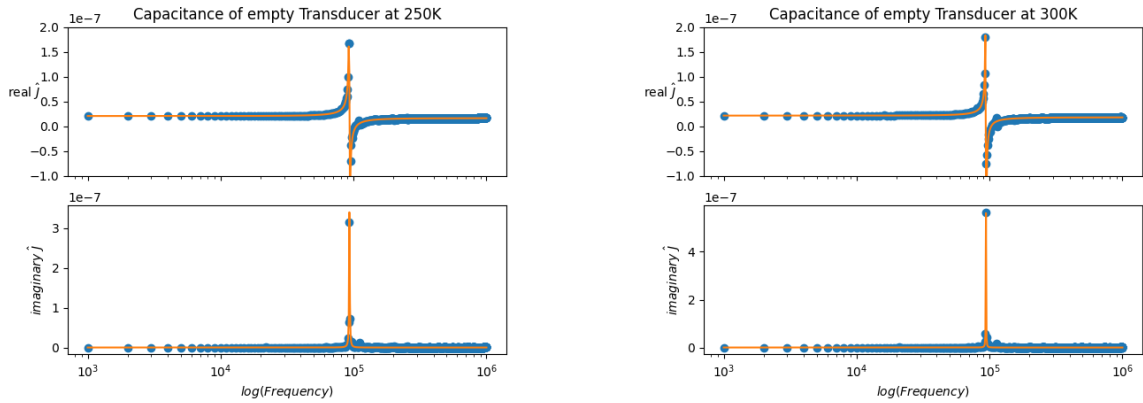 Capacitance of empty Transducer at 250K
1e-7
2.0
1.5
1.0
real Ĵ
0.5
0.0
-0.5
-1.0
1e-7
3
2
imaginary Ĵ
1
0
10³ 10⁴ 10⁵ 10⁶
log(Frequency)
Capacitance of empty Transducer at 300K
1e-7
2.0
1.5
1.0
real Ĵ
0.5
0.0
-0.5
-1.0
1e-7
4
imaginary Ĵ
2
0
10³ 10⁴ 10⁵ 10⁶
log(Frequency)